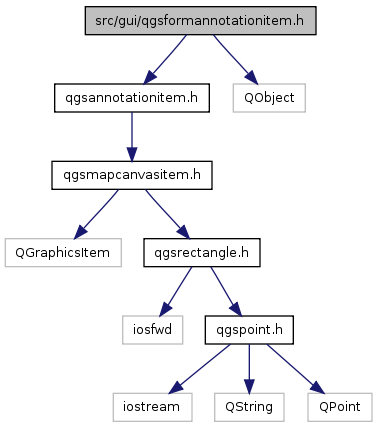 src/gui/qgsformannotationitem.h
qgsannotationitem.h
QObject
qgsmapcanvasitem.h
QGraphicsItem
qgsrectangle.h
iosfwd
qgspoint.h
iostream
QString
QPoint